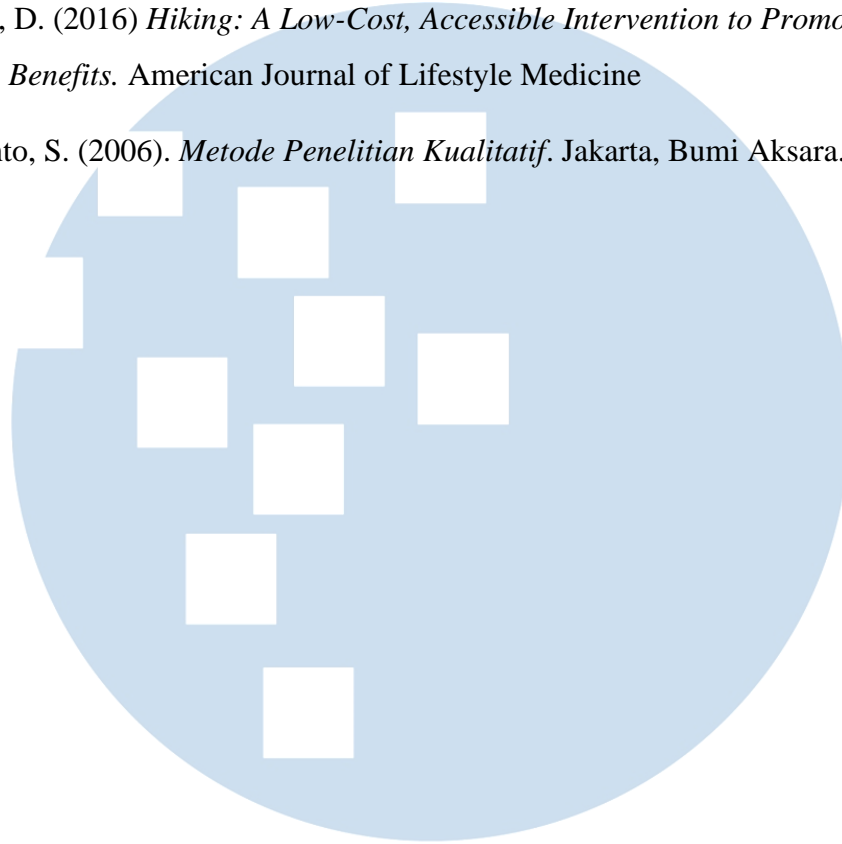 , D. (2016) Hiking: A Low-Cost, Accessible Intervention to Promo
Benefits. American Journal of Lifestyle Medicine
nto, S. (2006). Metode Penelitian Kualitatif. Jakarta, Bumi Aksara.